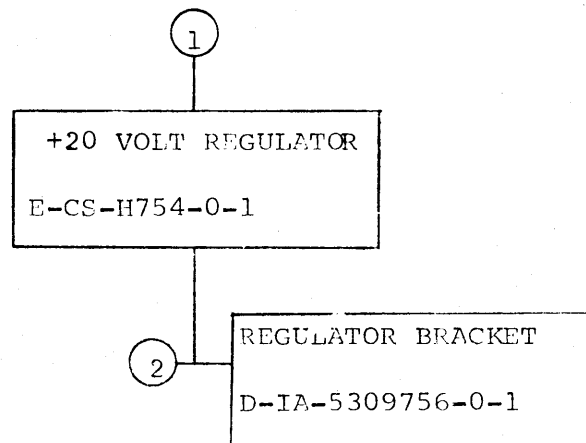 1
+20 VOLT REGULATOR
E-CS-H754-0-1
REGULATOR BRACKET
2
D-IA-5309756-0-1